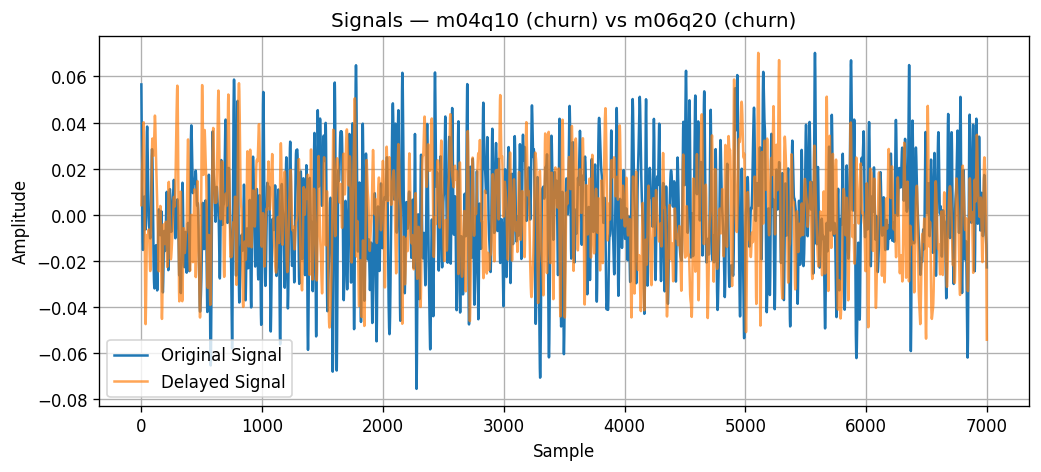 Signals — m04q10 (churn) vs m06q20 (churn)
Amplitude
0.06
0.04
0.02
0.00
−0.02
−0.04
−0.06
−0.08
Original Signal
Delayed Signal
0 1000 2000 3000 4000 5000 6000 7000
Sample